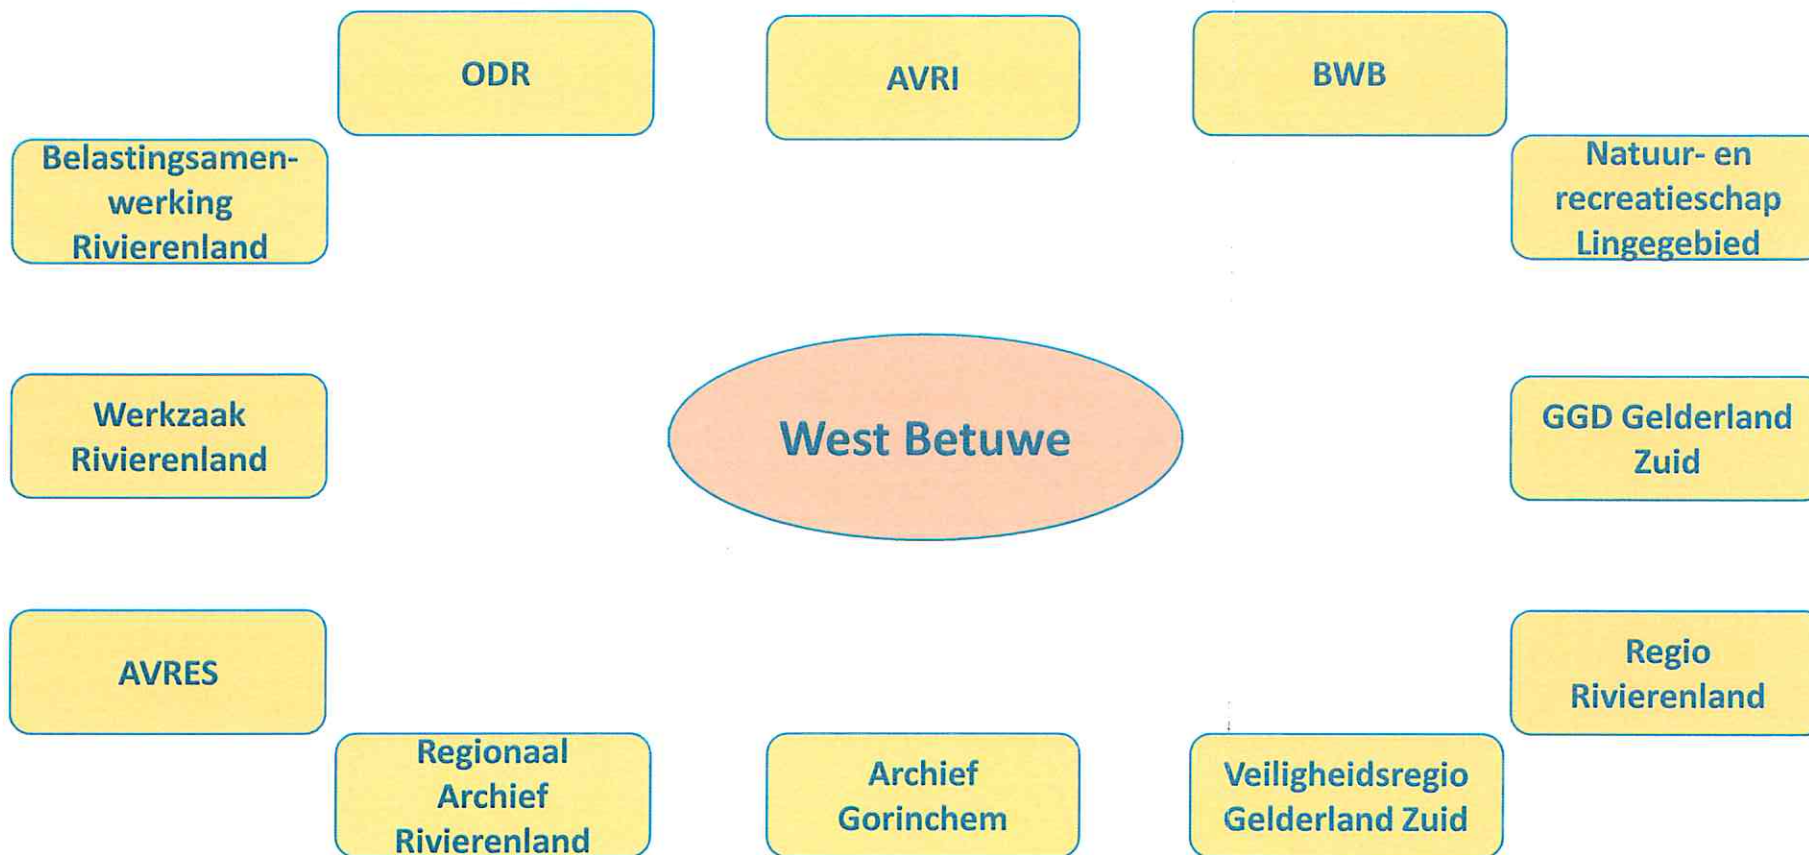 ODR
AVRI
BWB
Belastingsamen-
werking
Rivierenland
Natuur- en
recreatieschap
Lingegebied
Werkzaak
Rivierenland
West Betuwe
GGD Gelderland
Zuid
AVRES
Regio
Rivierenland
Regionaal
Archief
Rivierenland
Archief
Gorinchem
Veiligheidsregio
Gelderland Zuid